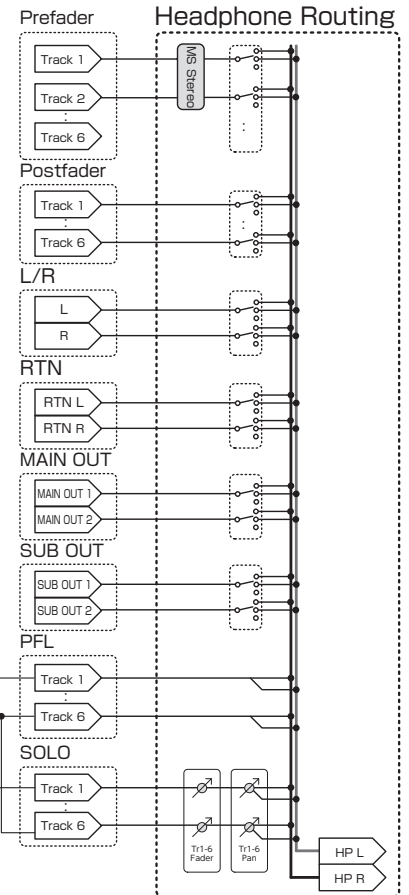 Prefader
Headphone Routing
Track 1
MS Stereo
Track 2
:
Track 6
:
Postfader
Track 1
:
Track 6
:
L/R
L
R
RTN
RTN L
RTN R
MAIN OUT
MAIN OUT 1
MAIN OUT 2
SUB OUT
SUB OUT 1
SUB OUT 2
PFL
Track 1
:
Track 6
SOLO
Track 1
:
Track 6
Tr1-6
Fader
Tr1-6
Pan
HP L
HP R